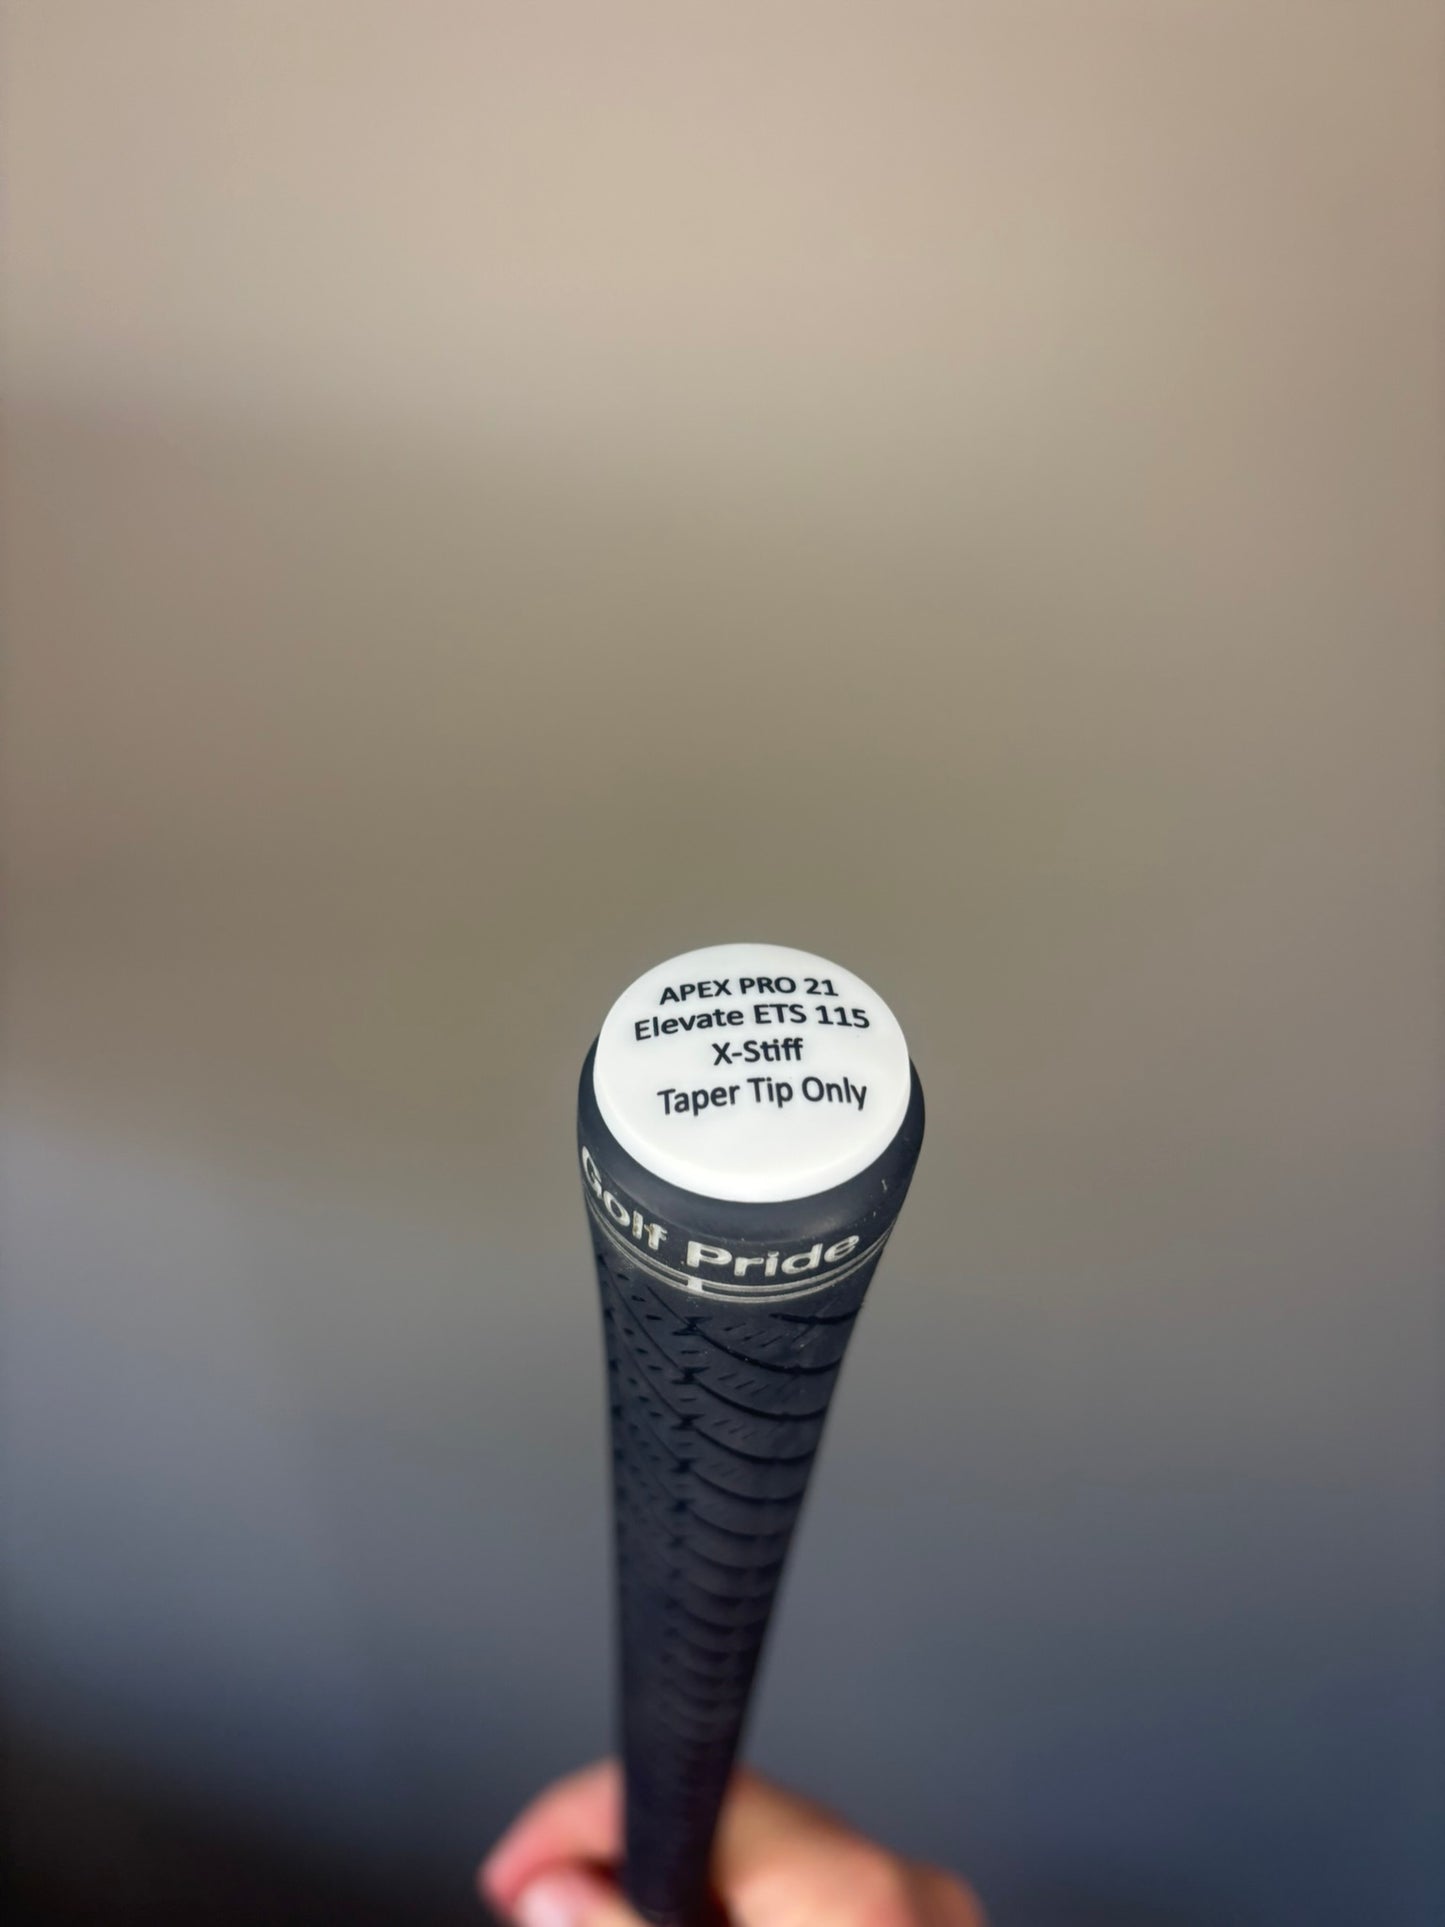 APEX PRO 21
Elevate ETS 115
X-Stiff
Taper Tip Only
Golf Pride